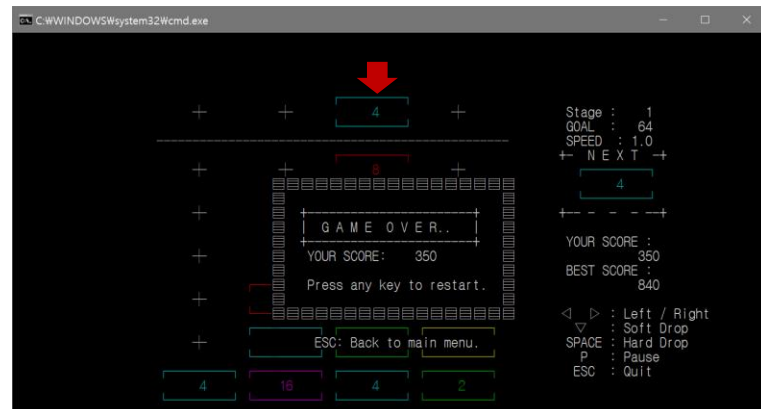 C:₩WINDOWS₩system32₩cmd.exe
4
Stage : 1
GOAL : 64
SPEED : 1.0
+- N E X T -+
8
4
G A M E O V E R..
YOUR SCORE: 350
Press any key to restart.
YOUR SCORE :
350
BEST SCORE :
840
◁ ▷ : Left / Right
▽ : Soft Drop
SPACE : Hard Drop
P : Pause
ESC : Quit
ESC: Back to main menu.
4 16 4 2